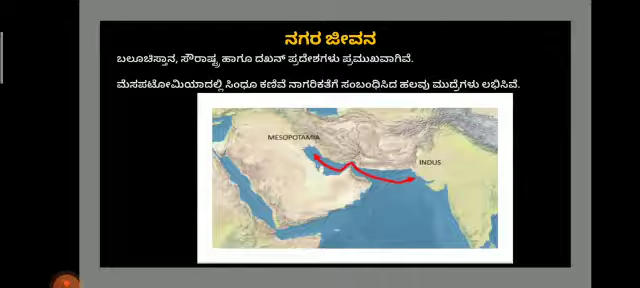 ನಗರ ಜೀವನ
ಬಲೂಚಿಸ್ತಾನ, ಸೌರಾಷ್ಟ್ರ ಹಾಗೂ ದಖನ್ ಪ್ರದೇಶಗಳು ಪ್ರಮುಖವಾಗಿವೆ.
ಮೆಸಪಟೋಮಿಯಾದಲ್ಲಿ ಸಿಂಧೂ ಕಣಿವೆ ನಾಗರಿಕತೆಗೆ ಸಂಬಂಧಿಸಿದ ಹಲವು ಮುದ್ರೆಗಳು ಲಭಿಸಿವೆ.
MESOPOTAMIA
INDUS